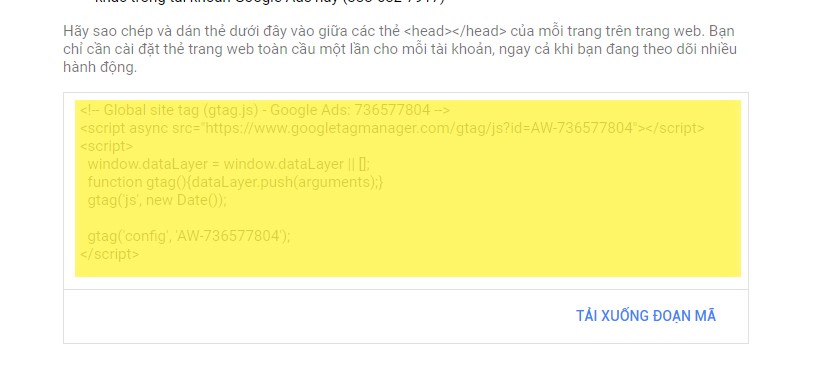 Hãy sao chép và dán thẻ dưới đây vào giữa các thẻ <head></head> của mỗi trang trên trang web. Bạn
chỉ cần cài đặt thẻ trang web toàn cầu một lần cho mỗi tài khoản, ngay cả khi bạn đang theo dõi nhiều
hành động.
<!-- Global site tag (gtag.js) - Google Ads: 736577804 -->
<script async src="https://www.googletagmanager.com/gtag/js?id=AW-736577804"></script>
<script>
window.dataLayer = window.dataLayer || [];
function gtag(){dataLayer.push(arguments);}
gtag('js', new Date());
gtag('config', 'AW-736577804');
</script>
TẢI XUỐNG ĐOẠN MÃ